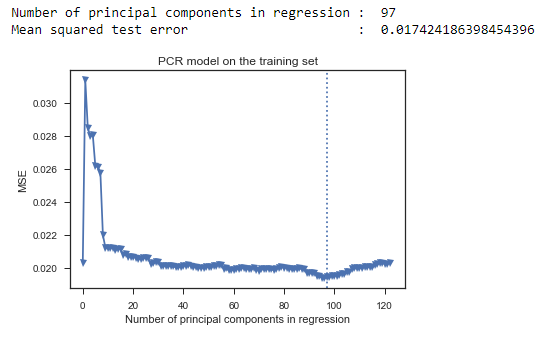 Number of principal components in regression :  97
Mean squared test error                      :  0.017424186398454396
PCR model on the training set
0.030
0.028
0.026
0.024
0.022
0.020
MSE
0 20 40 60 80 100 120
Number of principal components in regression